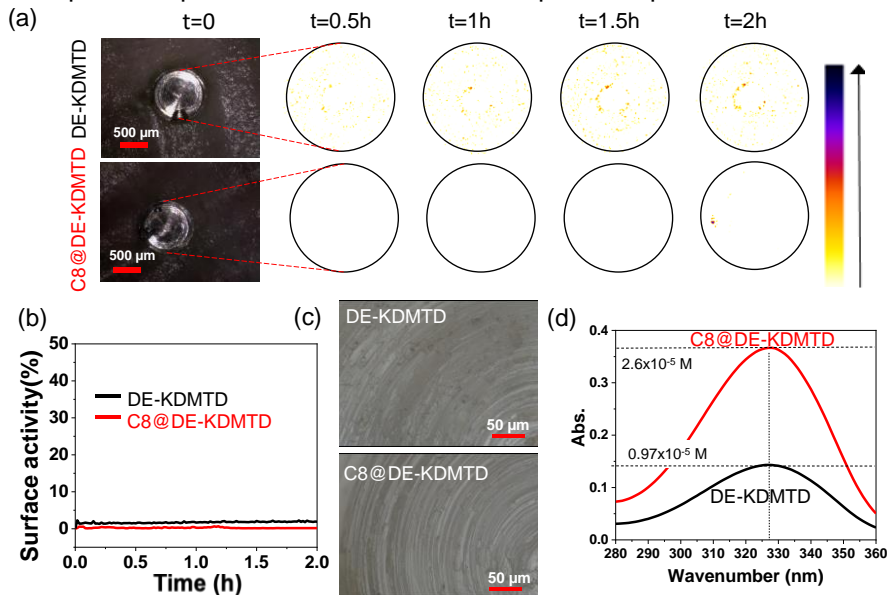 (a)
t=0
t=0.5h
t=1h
t=1.5h
t=2h
DE-KDMTD
500 µm
C8@DE-KDMTD
500 µm
(b)
Surface activity(%)
50
40
30
20
10
0
DE-KDMTD
C8@DE-KDMTD
0.0
0.5
1.0
1.5
2.0
Time (h)
(c)
DE-KDMTD
50 µm
C8@DE-KDMTD
50 µm
(d)
Abs.
0.4
0.3
0.2
0.1
0.0
C8@DE-KDMTD
2.6x10⁻⁵ M
0.97x10⁻⁵ M
DE-KDMTD
280 290 300 310 320 330 340 350 360
Wavenumber (nm)